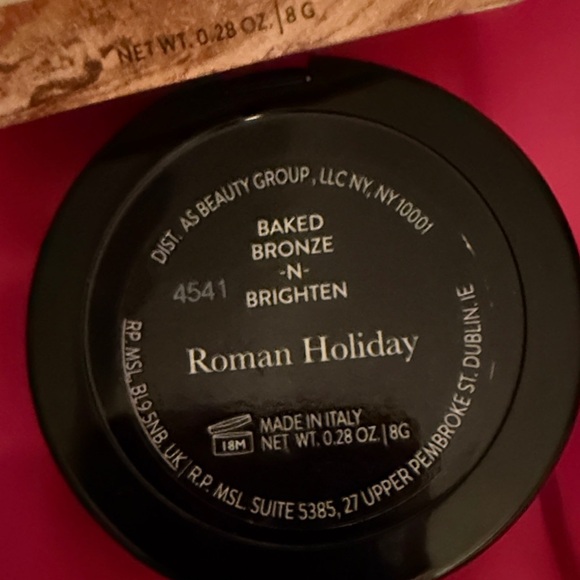 NET WT. 0.28 OZ. | 8 G
DIST. AS BEAUTY GROUP, LLC NY, NY 10001
BAKED
BRONZE
-N-
BRIGHTEN
4541
Roman Holiday
18M
MADE IN ITALY
NET WT. 0.28 OZ. | 8G
RP. MSL. BL9 5NB. UK | R.P. MSL. SUITE 5385, 27 UPPER PEMBROKE ST. DUBLIN. IE